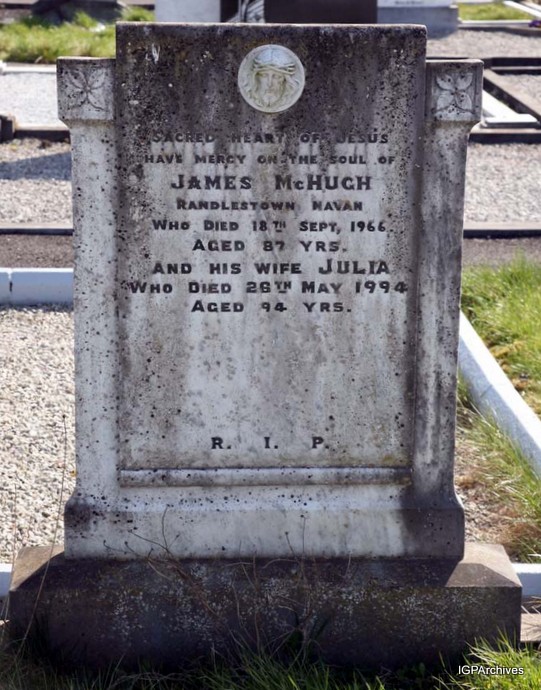 SACRED HEART OF JESUS
HAVE MERCY ON THE SOUL OF
JAMES McHUGH
RANDLESTOWN NAVAN
WHO DIED 18TH SEPT, 1966
AGED 87 YRS.
AND HIS WIFE JULIA
WHO DIED 26TH MAY 1994
AGED 94 YRS.
R. I. P.
IGPArchives